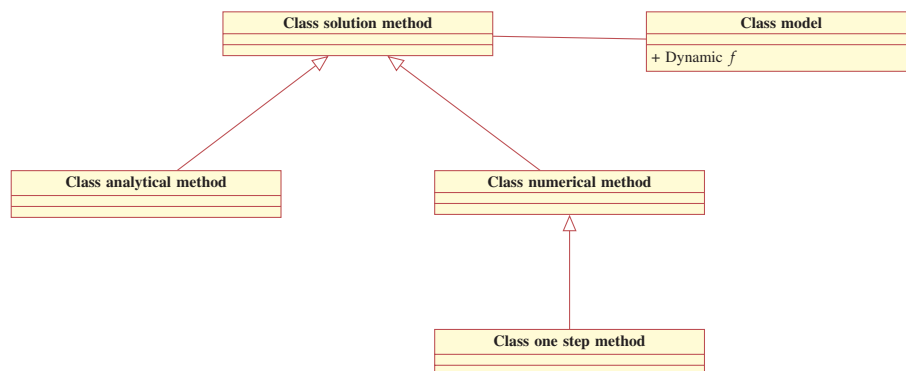 Class solution method
Class model
+ Dynamic f
Class analytical method
Class numerical method
Class one step method